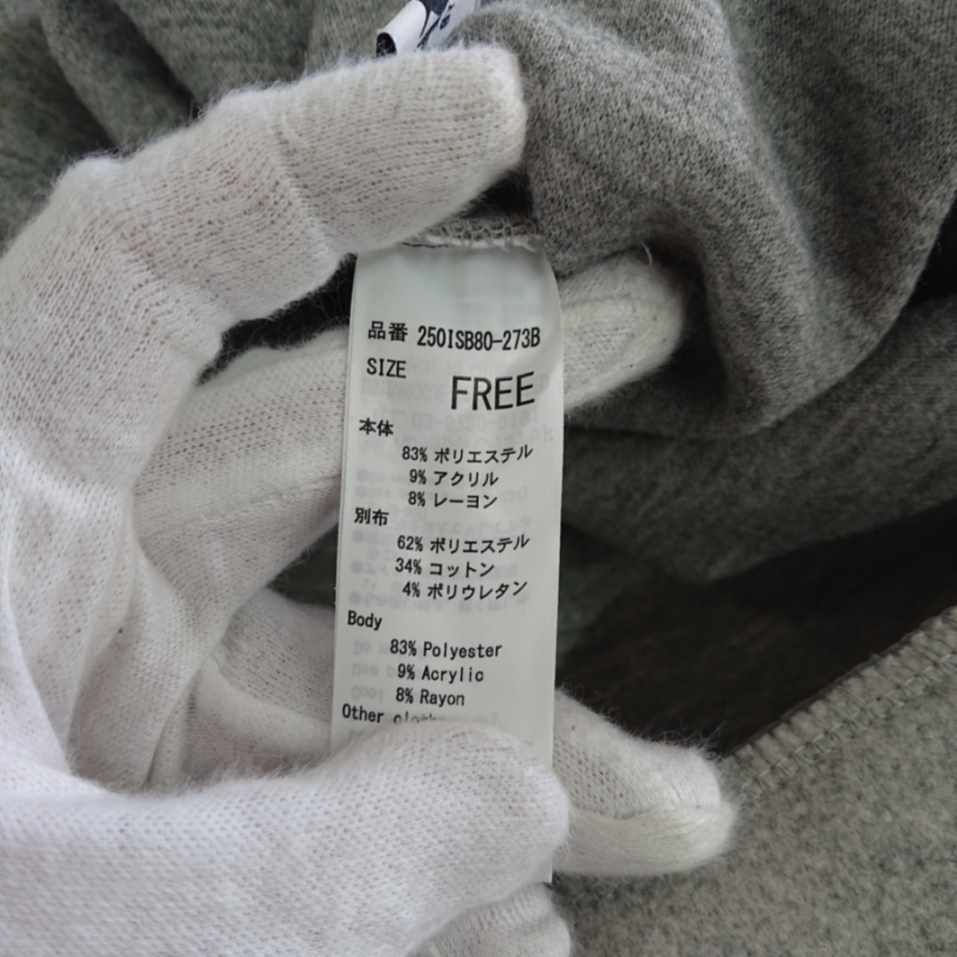 品番 250ISB80-273B
SIZE FREE
本体
83% ポリエステル
9% アクリル
8% レーヨン
別布
62% ポリエステル
34% コットン
4% ポリウレタン
Body
83% Polyester
9% Acrylic
8% Rayon
Other